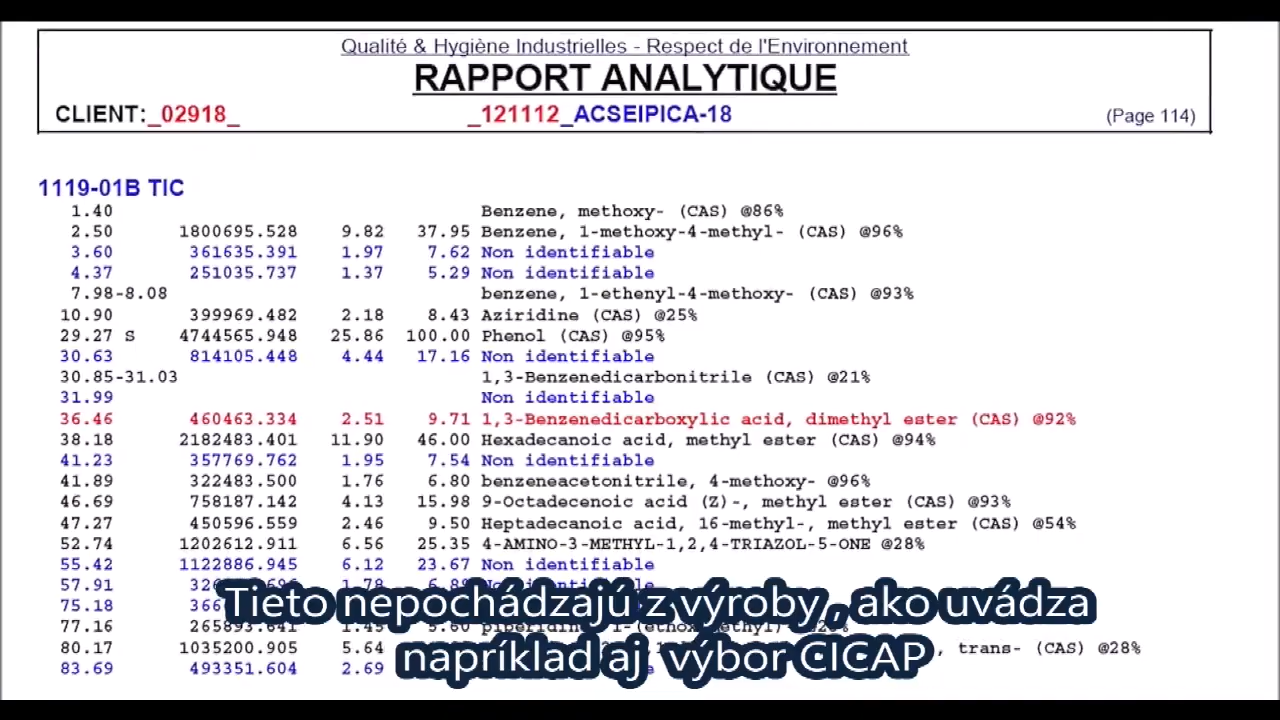 Qualité & Hygiène Industrielles - Respect de l'Environnement
RAPPORT ANALYTIQUE
CLIENT:_02918_ _121112_ACSEIPICA-18 (Page 114)
1119-01B TIC
1.40 Benzene, methoxy- (CAS) @86%
2.50 1800695.528 9.82 37.95 Benzene, 1-methoxy-4-methyl- (CAS) @96%
3.60 361635.391 1.97 7.62 Non identifiable
4.37 251035.737 1.37 5.29 Non identifiable
7.98-8.08 benzene, 1-ethenyl-4-methoxy- (CAS) @93%
10.90 399969.482 2.18 8.43 Aziridine (CAS) @25%
29.27 S 4744565.948 25.86 100.00 Phenol (CAS) @95%
30.63 814105.448 4.44 17.16 Non identifiable
30.85-31.03 1,3-Benzenedicarbonitrile (CAS) @21%
31.99 Non identifiable
36.46 460463.334 2.51 9.71 1,3-Benzenedicarboxylic acid, dimethyl ester (CAS) @92%
38.18 2182483.401 11.90 46.00 Hexadecanoic acid, methyl ester (CAS) @94%
41.23 357769.762 1.95 7.54 Non identifiable
41.89 322483.500 1.76 6.80 benzeneacetonitrile, 4-methoxy- @96%
46.69 758187.142 4.13 15.98 9-Octadecenoic acid (Z)-, methyl ester (CAS) @93%
47.27 450596.559 2.46 9.50 Heptadecanoic acid, 16-methyl-, methyl ester (CAS) @54%
52.74 1202612.911 6.56 25.35 4-AMINO-3-METHYL-1,2,4-TRIAZOL-5-ONE @28%
55.42 1122886.945 6.12 23.67 Non identifiable
57.91
75.18
77.16
80.17 1035200.905 5.64 , trans- (CAS) @28%
83.69 493351.604 2.69
Tieto nepochádzajú z výroby , ako uvádza
napríklad aj výbor CICAP